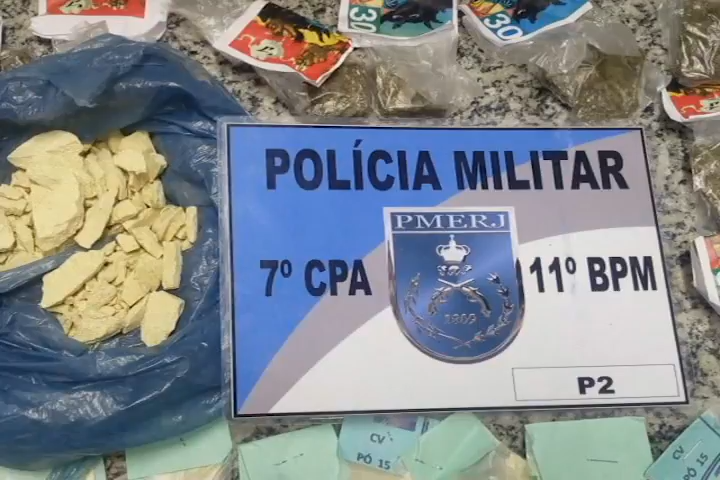 30
30
POLÍCIA MILITAR
PMERJ
7º CPA
11º BPM
1809
P2
CV
PÓ 15
CV
PÓ 15